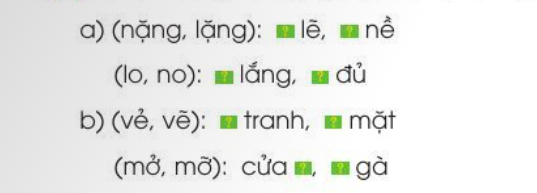 a) (nặng, lặng): ? lẽ, ? nề
(lo, no): ? lắng, ? đủ
b) (vẻ, vẽ): ? tranh, ? mặt
(mở, mỡ): cửa ?, ? gà